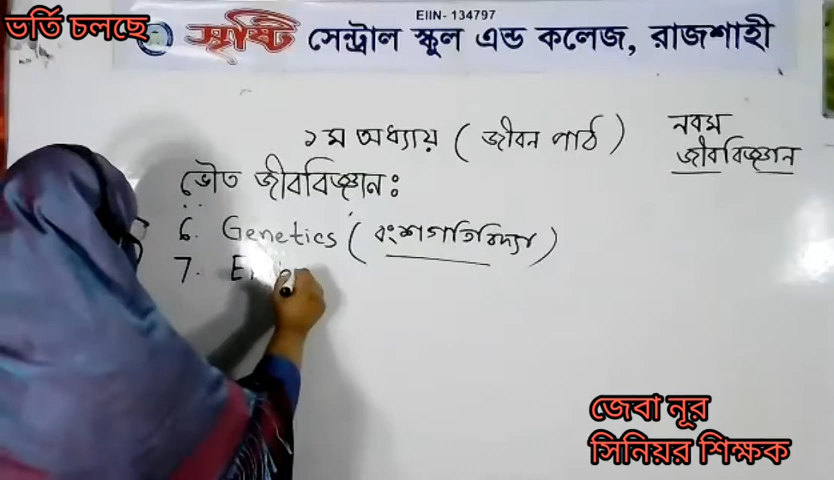 EIIN- 134797
ভর্তি চলছে
সৃষ্টি সেন্ট্রাল স্কুল এন্ড কলেজ, রাজশাহী
১ম অধ্যায় ( জীবন পাঠ )
নবম
জীববিজ্ঞান
ভৌত জীববিজ্ঞান:
6. Genetics ( বংশগতিবিদ্যা )
7.
জেবা নূর
সিনিয়র শিক্ষক